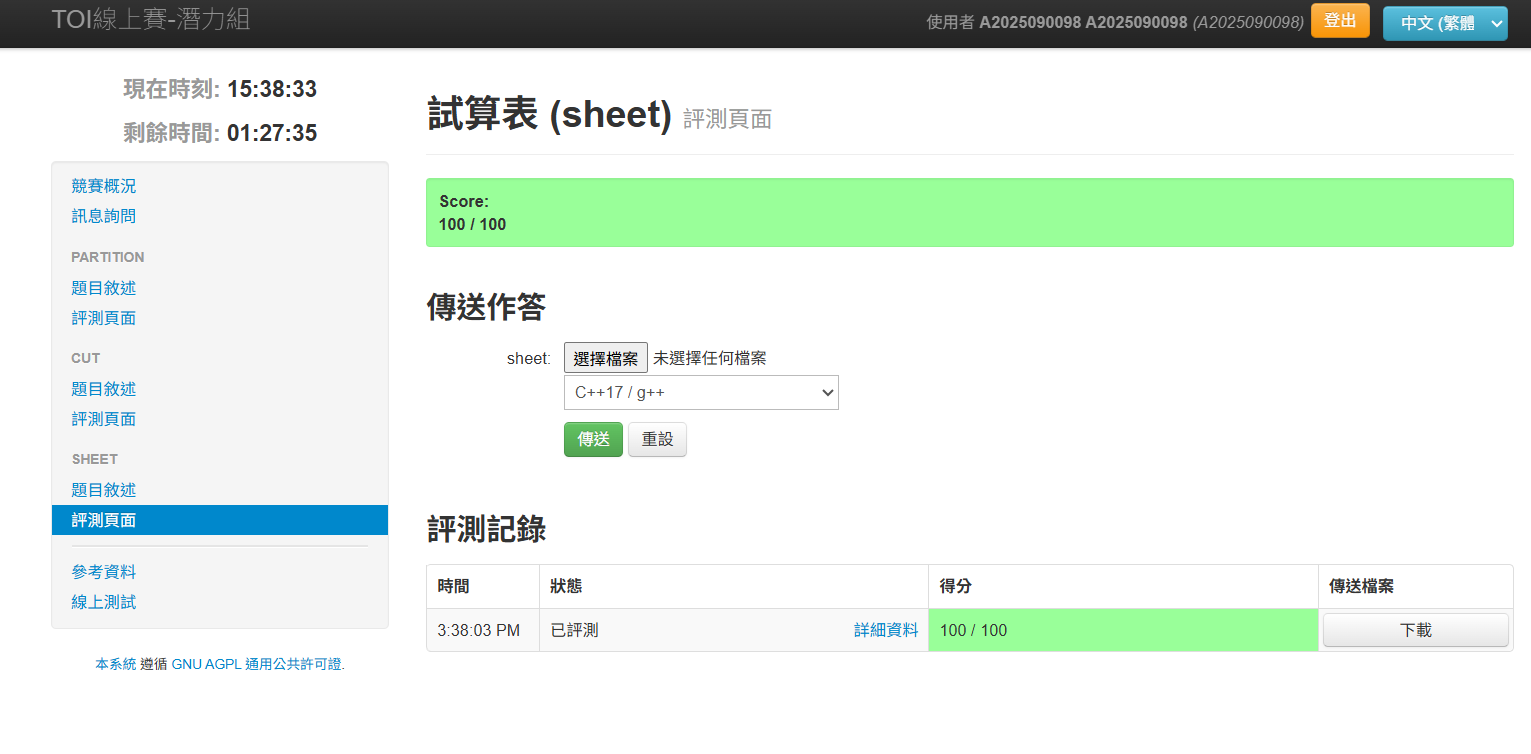 TOI線上賽-潛力組
使用者 A2025090098 A2025090098 (A2025090098) 登出 中文 (繁體
現在時刻: 15:38:33
剩餘時間: 01:27:35
競賽概況
訊息詢問
PARTITION
題目敘述
評測頁面
CUT
題目敘述
評測頁面
SHEET
題目敘述
評測頁面
參考資料
線上測試
本系統 遵循 GNU AGPL 通用公共許可證.
試算表 (sheet) 評測頁面
Score:
100 / 100
傳送作答
sheet: 選擇檔案 未選擇任何檔案
C++17 / g++
傳送 重設
評測記錄
時間 狀態 得分 傳送檔案
3:38:03 PM 已評測 詳細資料 100 / 100 下載